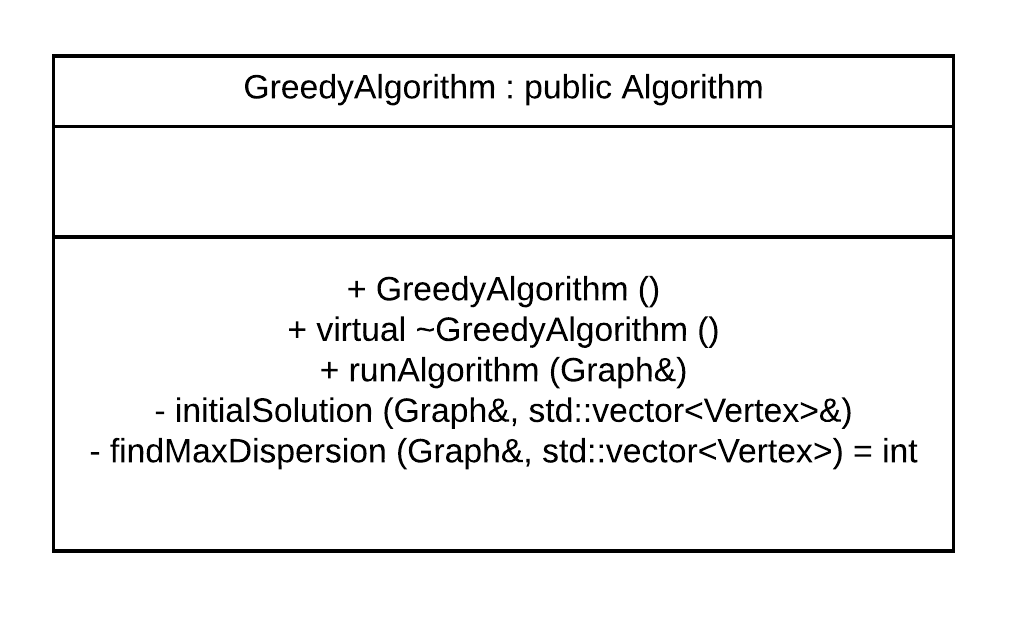 GreedyAlgorithm : public Algorithm
+ GreedyAlgorithm ()
+ virtual ~GreedyAlgorithm ()
+ runAlgorithm (Graph&)
- initialSolution (Graph&, std::vector<Vertex>&)
- findMaxDispersion (Graph&, std::vector<Vertex>) = int